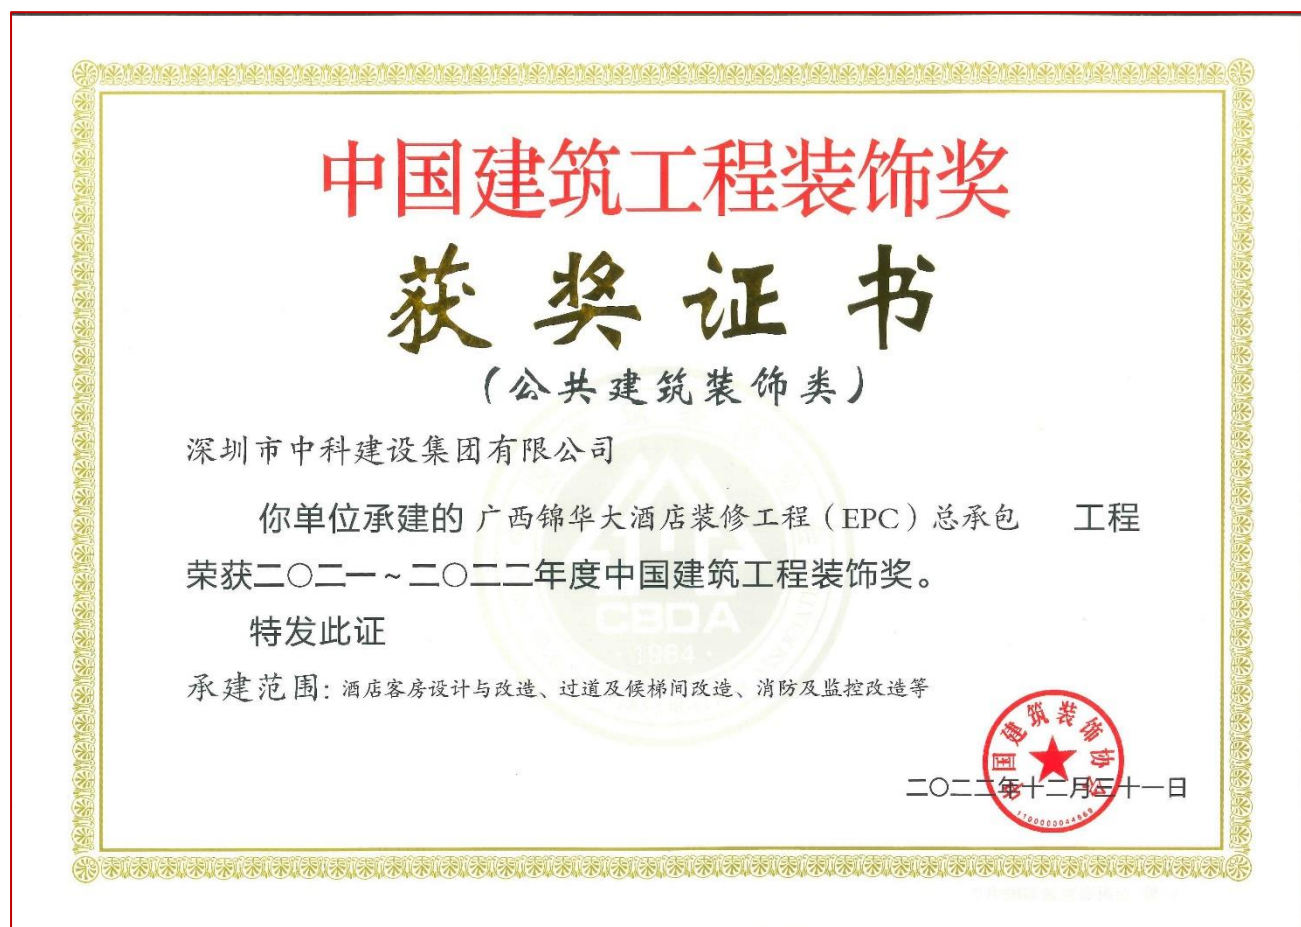 中国建筑工程装饰奖
获奖证书
（公共建筑装饰类）
深圳市中科建设集团有限公司
你单位承建的 广西锦华大酒店装修工程（EPC）总承包 工程
荣获二〇二一～二〇二二年度中国建筑工程装饰奖。
特发此证
承建范围：酒店客房设计与改造、过道及候梯间改造、消防及监控改造等
CBDA
·1984·
中国建筑装饰协会
二〇二二年十二月三十一日